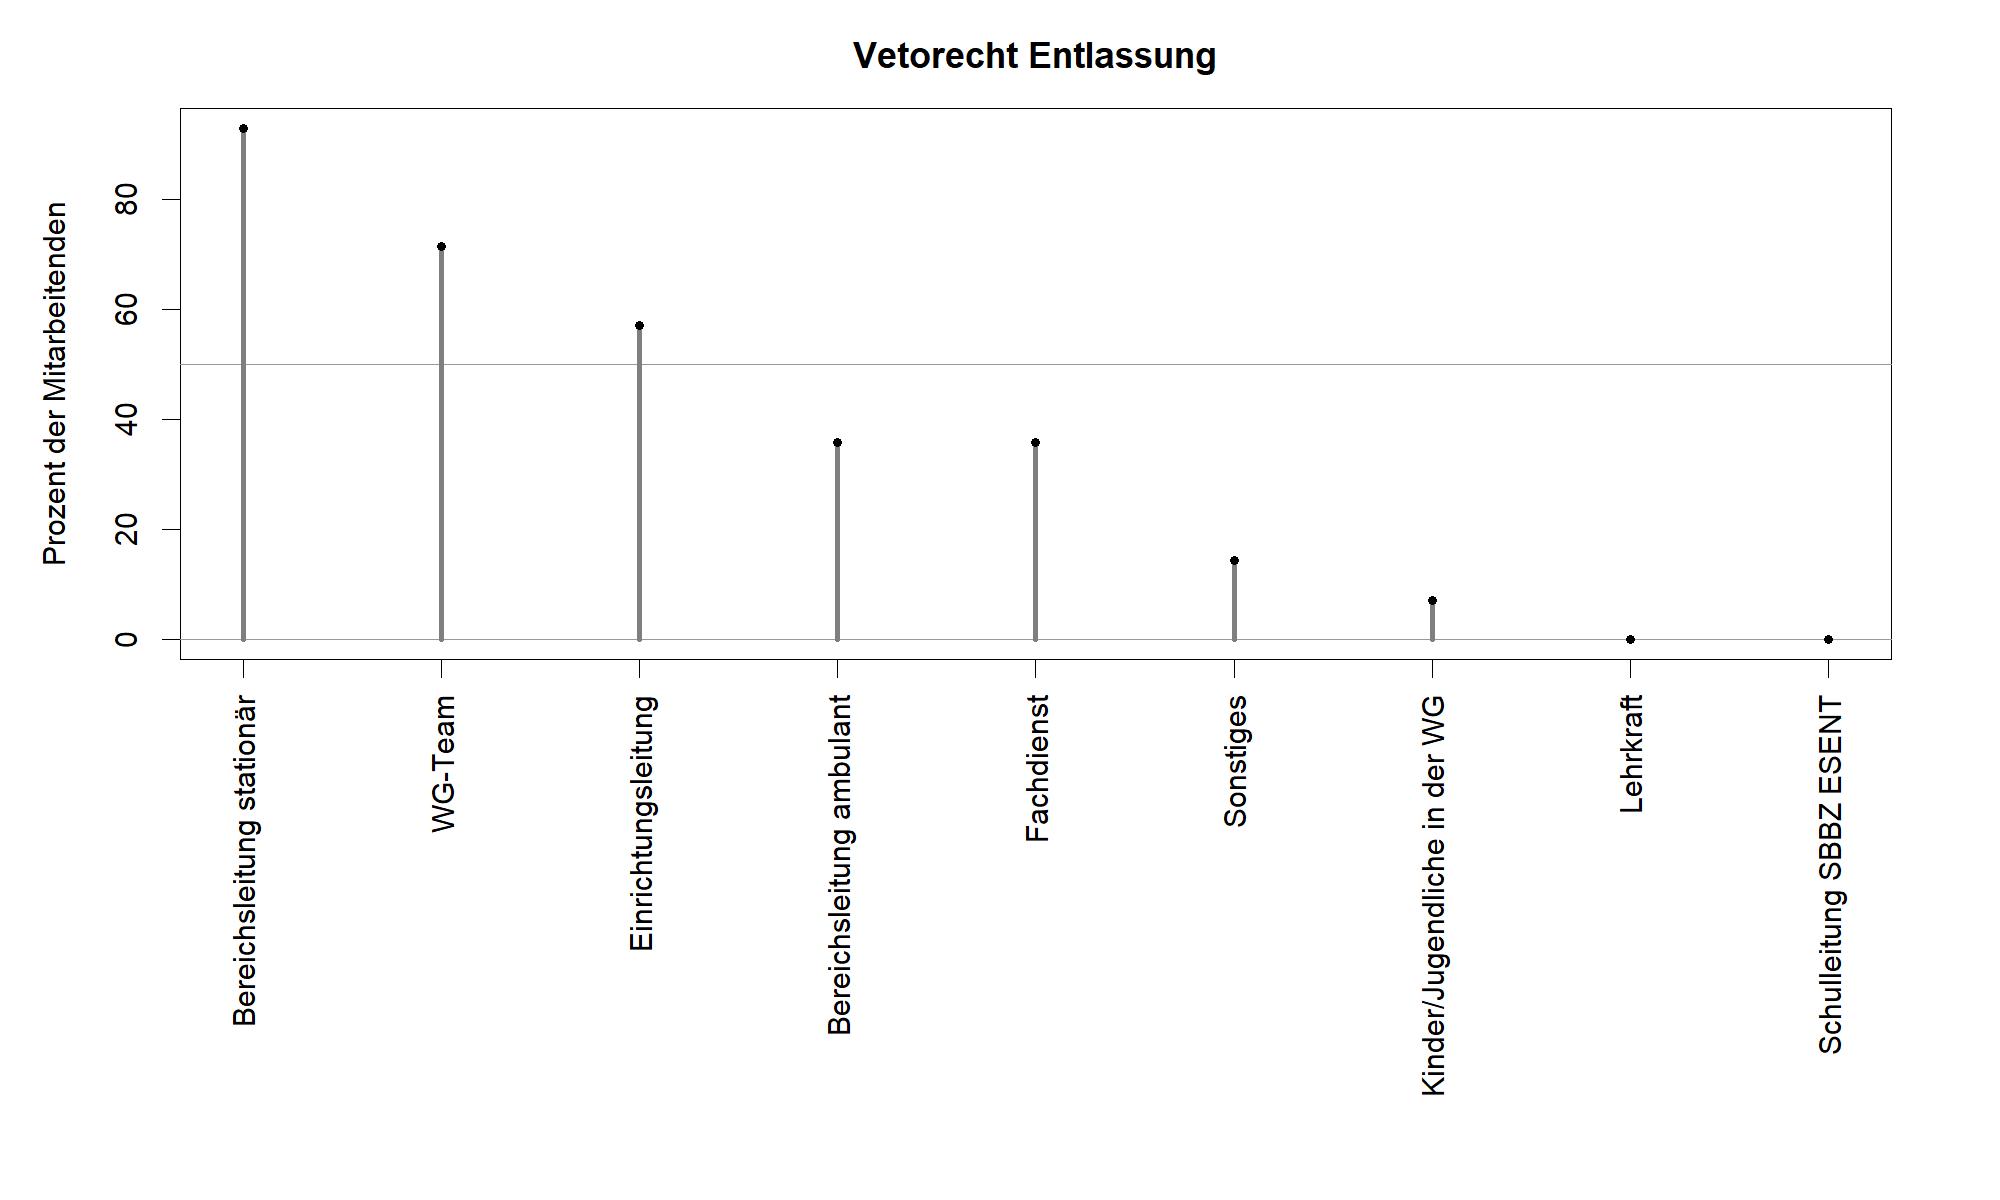 Vetorecht Entlassung
Prozent der Mitarbeitenden
80
60
40
20
0
Bereichsleitung stationär
WG-Team
Einrichtungsleitung
Bereichsleitung ambulant
Fachdienst
Sonstiges
Kinder/Jugendliche in der WG
Lehrkraft
Schulleitung SBBZ ESENT